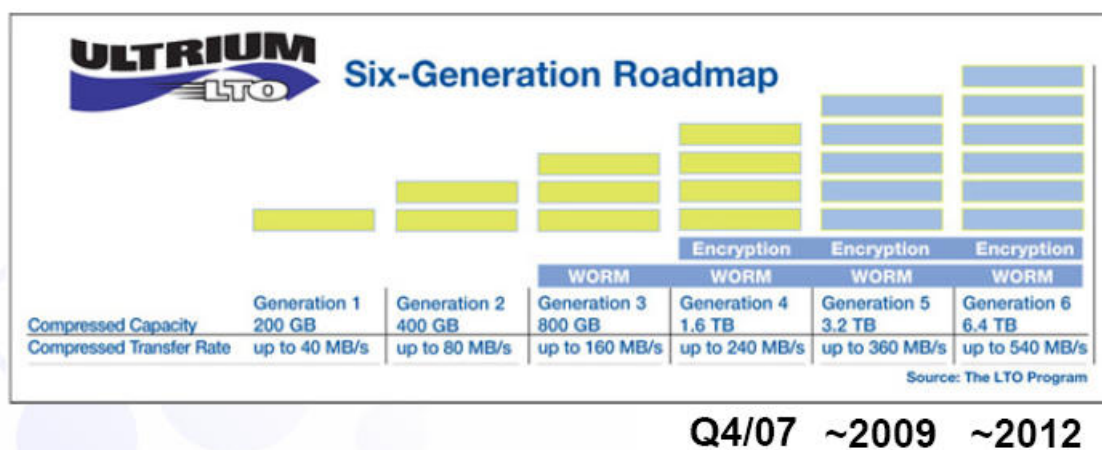 ULTRIUM
LTO
Six-Generation Roadmap
Encryption Encryption Encryption
WORM WORM WORM WORM
Generation 1 Generation 2 Generation 3 Generation 4 Generation 5 Generation 6
Compressed Capacity 200 GB 400 GB 800 GB 1.6 TB 3.2 TB 6.4 TB
Compressed Transfer Rate up to 40 MB/s up to 80 MB/s up to 160 MB/s up to 240 MB/s up to 360 MB/s up to 540 MB/s
Source: The LTO Program
Q4/07 ~2009 ~2012